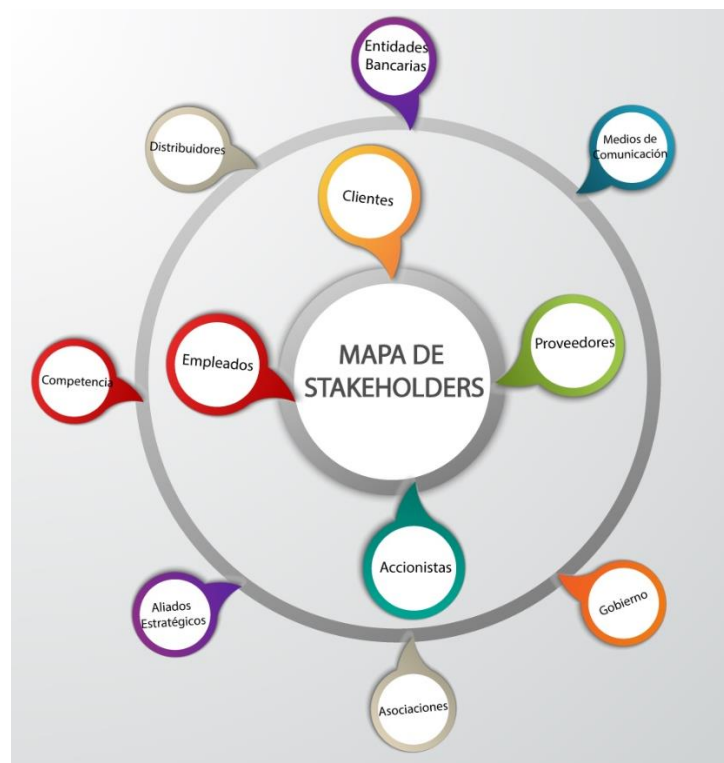 Entidades
Bancarias
Distribuidores
Medios de
Comunicación
Clientes
MAPA DE
STAKEHOLDERS
Empleados
Proveedores
Competencia
Accionistas
Aliados
Estratégicos
Gobierno
Asociaciones